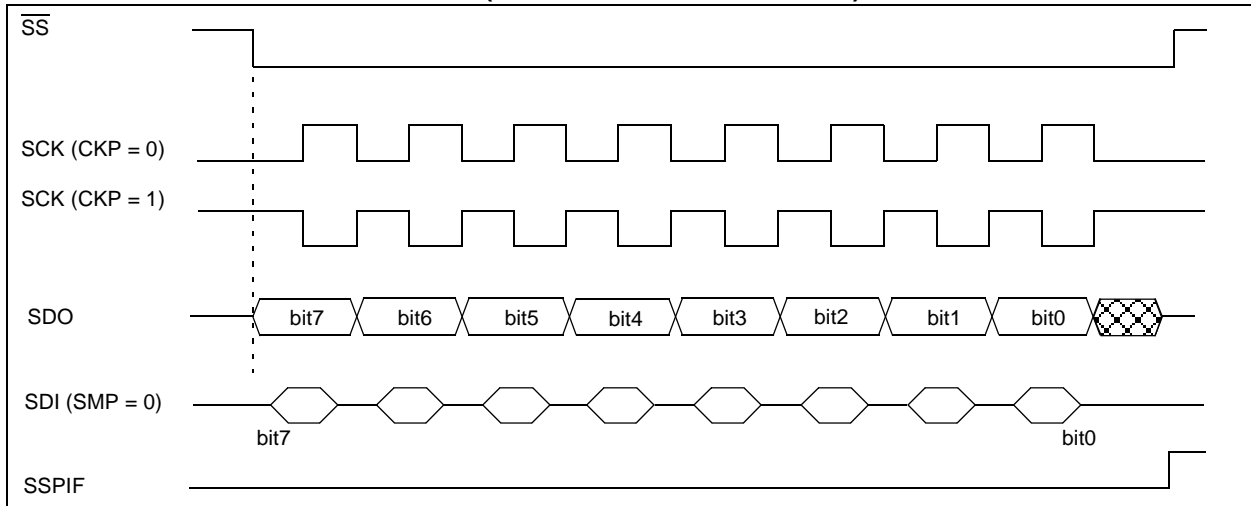 SS
SCK (CKP = 0)
SCK (CKP = 1)
SDO bit7 bit6 bit5 bit4 bit3 bit2 bit1 bit0
SDI (SMP = 0)
bit7 bit0
SSPIF